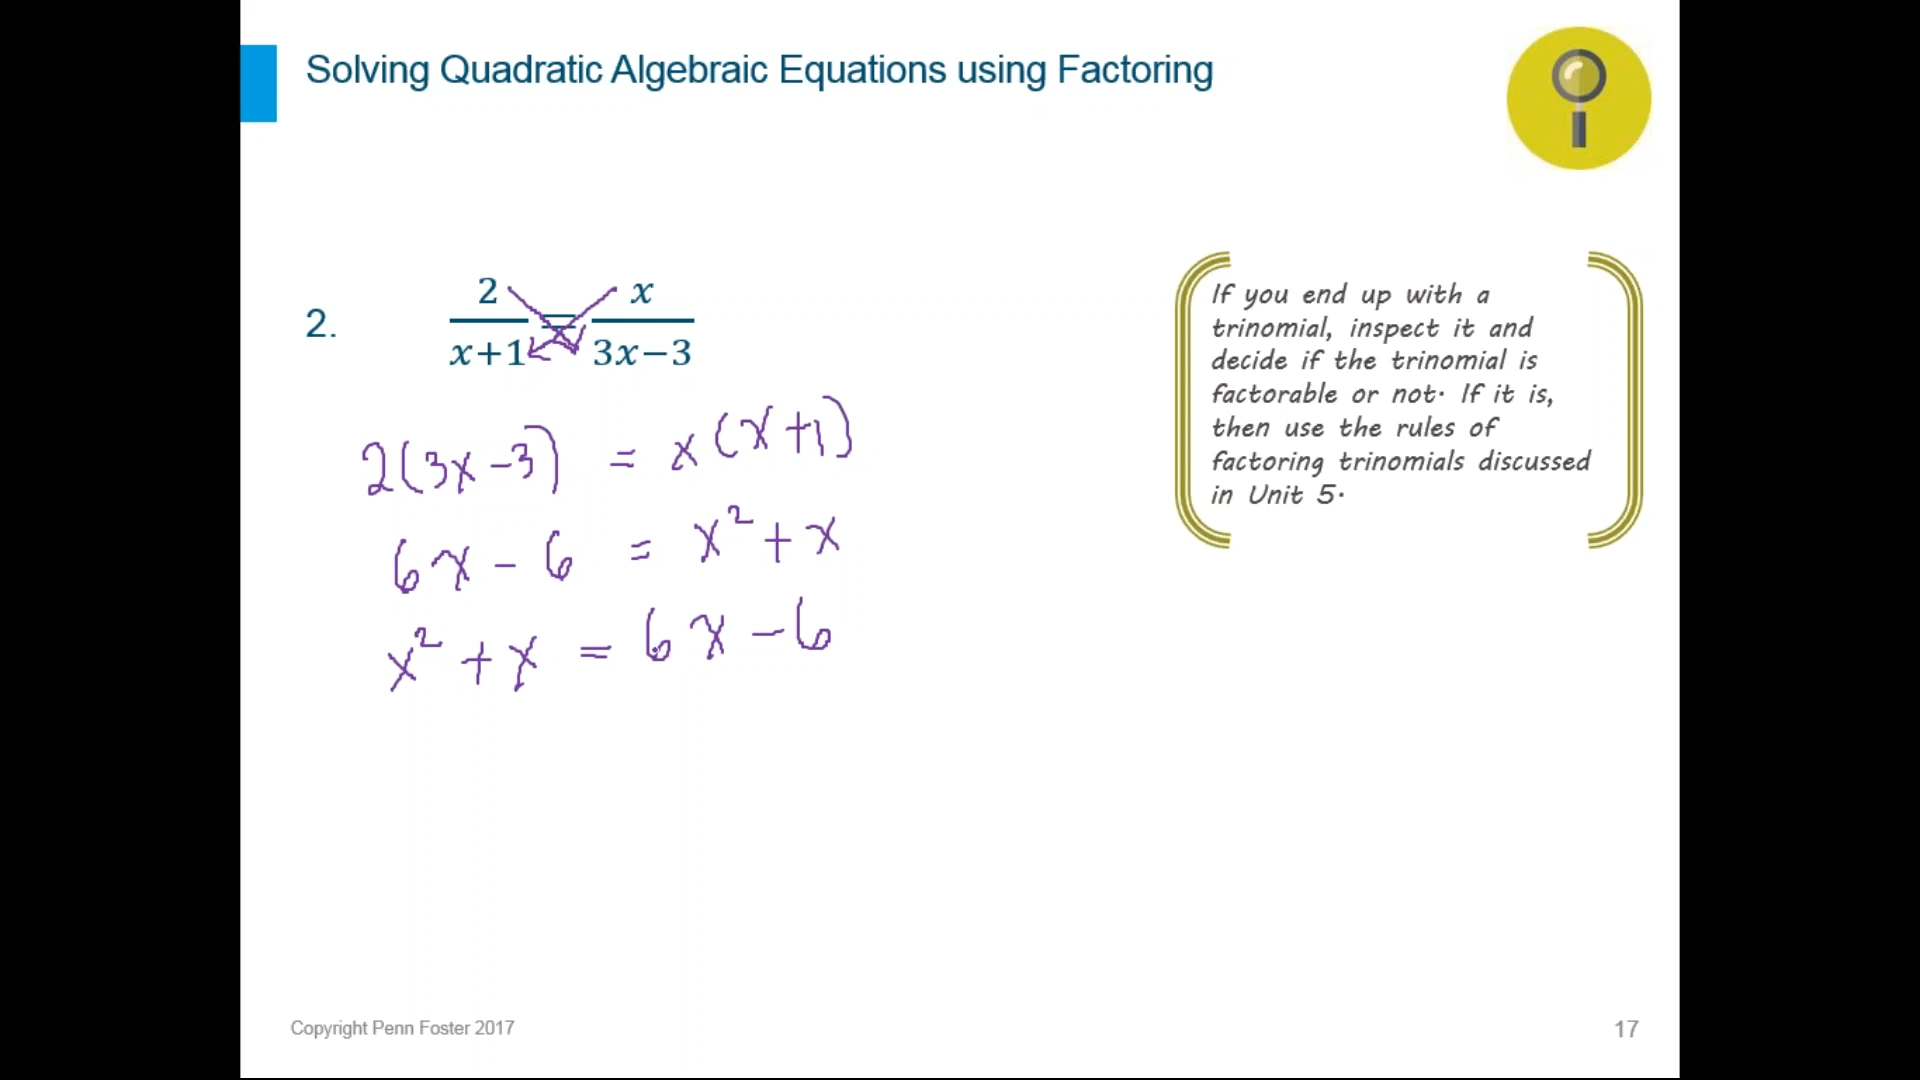 Solving Quadratic Algebraic Equations using Factoring
2.
2 = x
x+1 3x−3
2(3x-3) = x(x+1)
6x - 6 = x² + x
x² + x = 6x - 6
If you end up with a
trinomial, inspect it and
decide if the trinomial is
factorable or not. If it is,
then use the rules of
factoring trinomials discussed
in Unit 5.
Copyright Penn Foster 2017
17